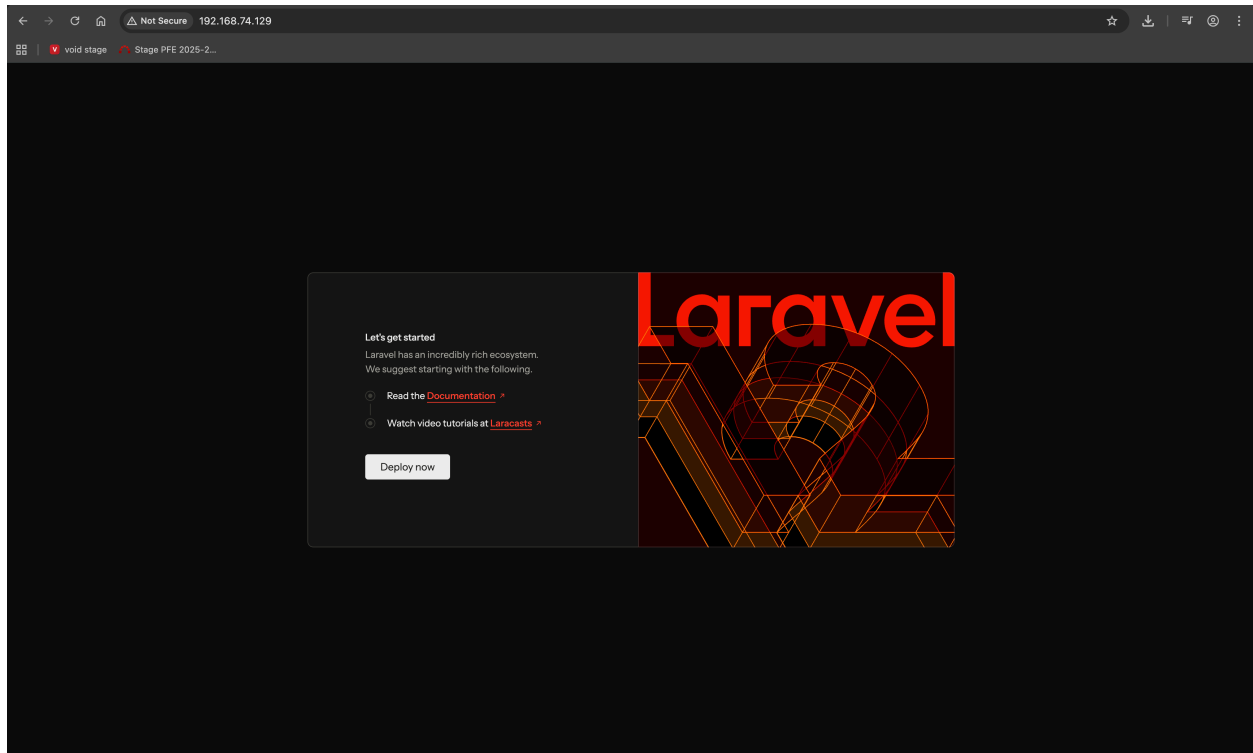 Not Secure 192.168.74.129
void stage Stage PFE 2025-2...
Let's get started
Laravel has an incredibly rich ecosystem.
We suggest starting with the following.
Read the Documentation
Watch video tutorials at Laracasts
Deploy now
Laravel